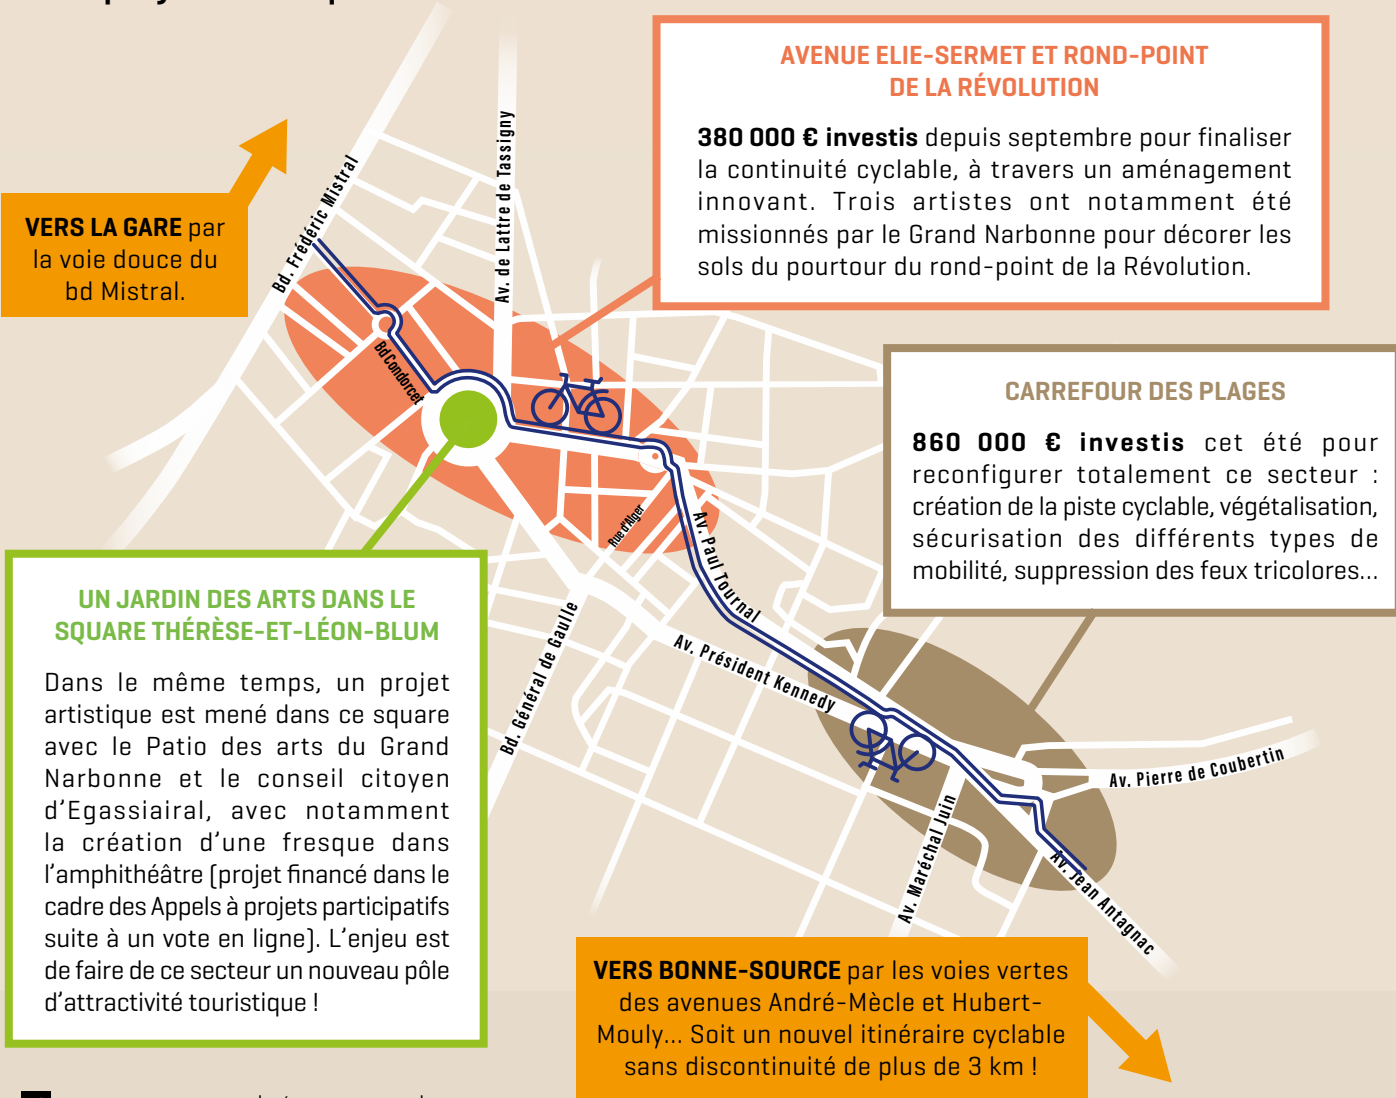 AVENUE ELIE-SERMET ET ROND-POINT
DE LA RÉVOLUTION
380 000 € investis depuis septembre pour finaliser
la continuité cyclable, à travers un aménagement
innovant. Trois artistes ont notamment été
missionnés par le Grand Narbonne pour décorer les
sols du pourtour du rond-point de la Révolution.
VERS LA GARE par
la voie douce du
bd Mistral.
Bd. Frédéric Mistral
Av. de Lattre de Tassigny
Bd Condorcet
CARREFOUR DES PLAGES
860 000 € investis cet été pour
reconfigurer totalement ce secteur :
création de la piste cyclable, végétalisation,
sécurisation des différents types de
mobilité, suppression des feux tricolores...
Rue d'Alger
Av. Paul Tournal
Bd. Général de Gaulle
Av. Président Kennedy
Av. Pierre de Coubertin
Av. Maréchal Juin
Av. Jean Antagnac
UN JARDIN DES ARTS DANS LE
SQUARE THÉRÈSE-ET-LÉON-BLUM
Dans le même temps, un projet
artistique est mené dans ce square
avec le Patio des arts du Grand
Narbonne et le conseil citoyen
d'Egassiairal, avec notamment
la création d'une fresque dans
l'amphithéâtre (projet financé dans le
cadre des Appels à projets participatifs
suite à un vote en ligne). L'enjeu est
de faire de ce secteur un nouveau pôle
d'attractivité touristique !
VERS BONNE-SOURCE par les voies vertes
des avenues André-Mècle et Hubert-
Mouly... Soit un nouvel itinéraire cyclable
sans discontinuité de plus de 3 km !